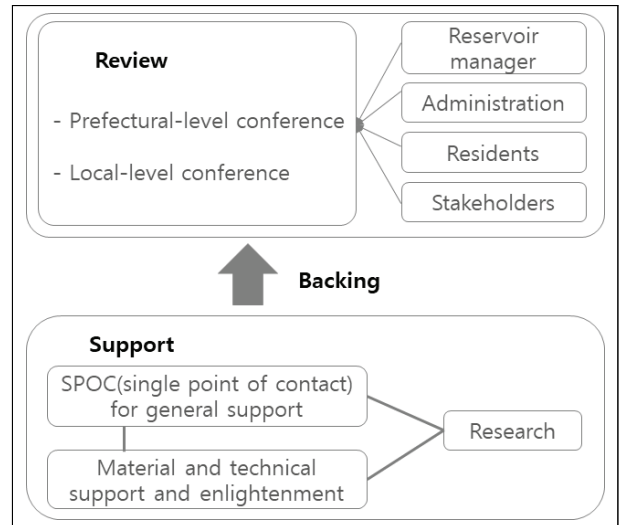 Review
- Prefectural-level conference
- Local-level conference
Reservoir
manager
Administration
Residents
Stakeholders
Backing
Support
SPOC(single point of contact)
for general support
Material and technical
support and enlightenment
Research